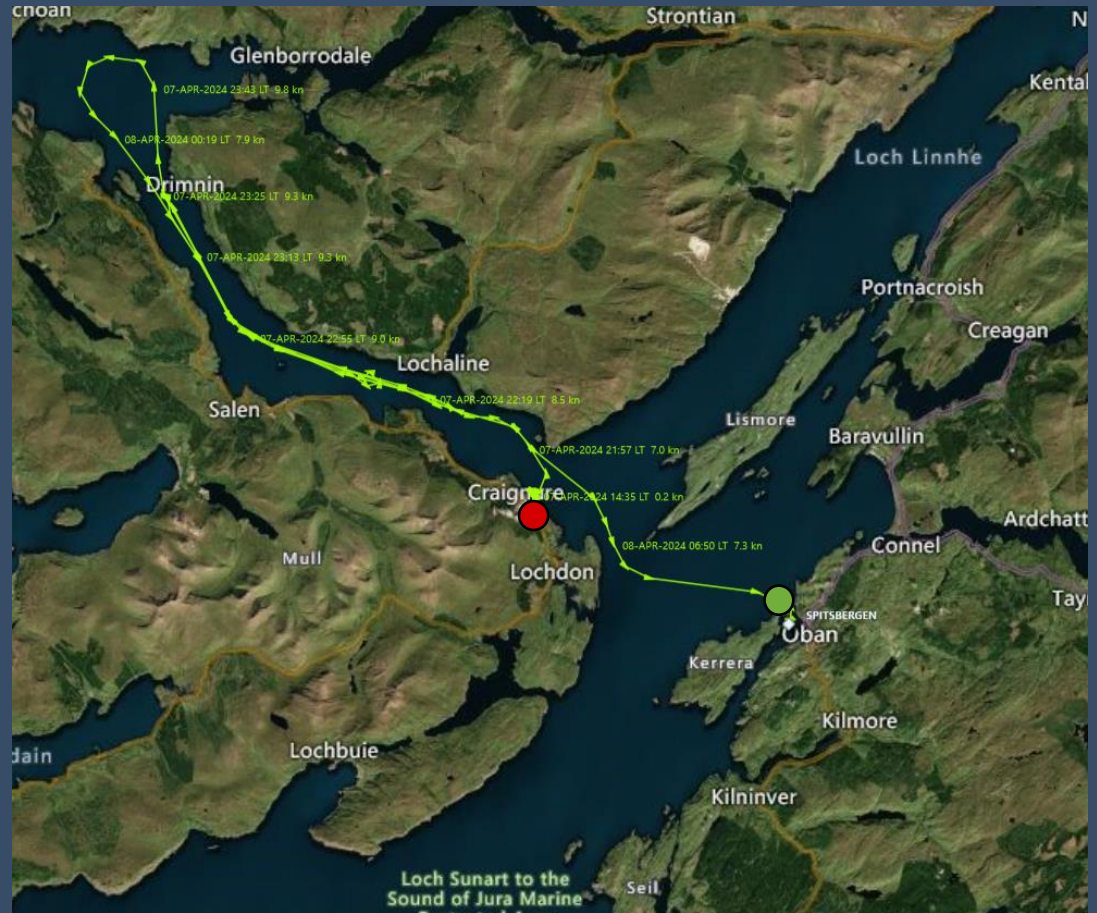 choan
Strontian
N
Glenborrodale
Kental
07-APR-2024 23:43 LT 9.8 kn
08-APR-2024 00:19 LT 7.9 kn
Loch Linnhe
Drimnin
07-APR-2024 23:25 LT 9.3 kn
07-APR-2024 23:13 LT 9.3 kn
Portnacroish
Creagan
07-APR-2024 22:55 LT 9.0 kn
Lochaline
07-APR-2024 22:19 LT 8.5 kn
Salen
Lismore
Baravullin
07-APR-2024 21:57 LT 7.0 kn
Craignure
07-APR-2024 14:35 LT 0.2 kn
Ardchatt
08-APR-2024 06:50 LT 7.3 kn
Connel
Mull
Lochdon
Tay
SPITSBERGEN
Oban
Kerrera
Kilmore
Lochbuie
dain
Kilninver
Loch Sunart to the
Sound of Jura Marine
Seil